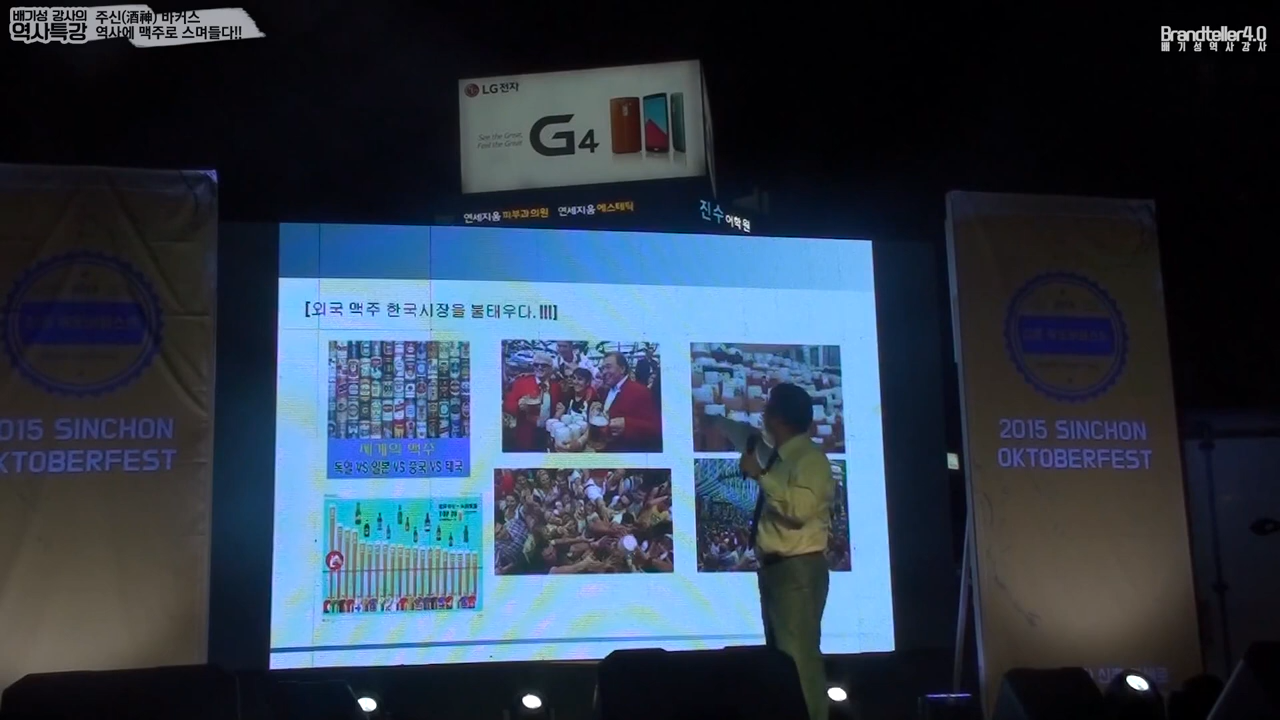 배기성 강사의
역사특강
주신(酒神) 바커스
역사에 맥주로 스며들다!!
Brandteller4.0
배기성역사강사
LG전자
See the Great,
Feel the Great
G4
연세지움 피부과의원 연세지움 에스테틱
진수어학원
[외국 맥주 한국시장을 불태우다.!!!]
세계의 맥주
독일 VS 일본 VS 중국 VS 태국
2015 SINCHON
OKTOBERFEST
015 SINCHON
KTOBERFEST